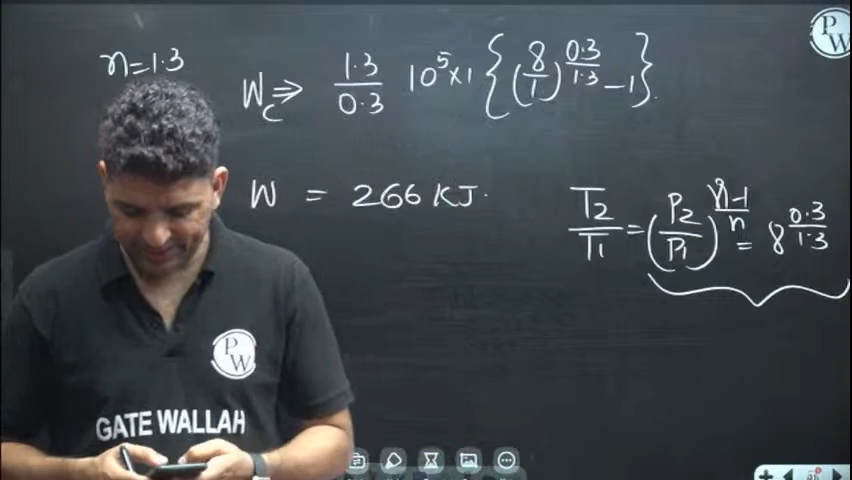 PW
n=1.3
W_C ⇒ 1.3/0.3 10^5×1 {(8/1)^(0.3/1.3) −1}.
W = 266 KJ.
T2/T1 = (P2/P1)^((n-1)/n) = 8^(0.3/1.3)
PW
GATE WALLAH